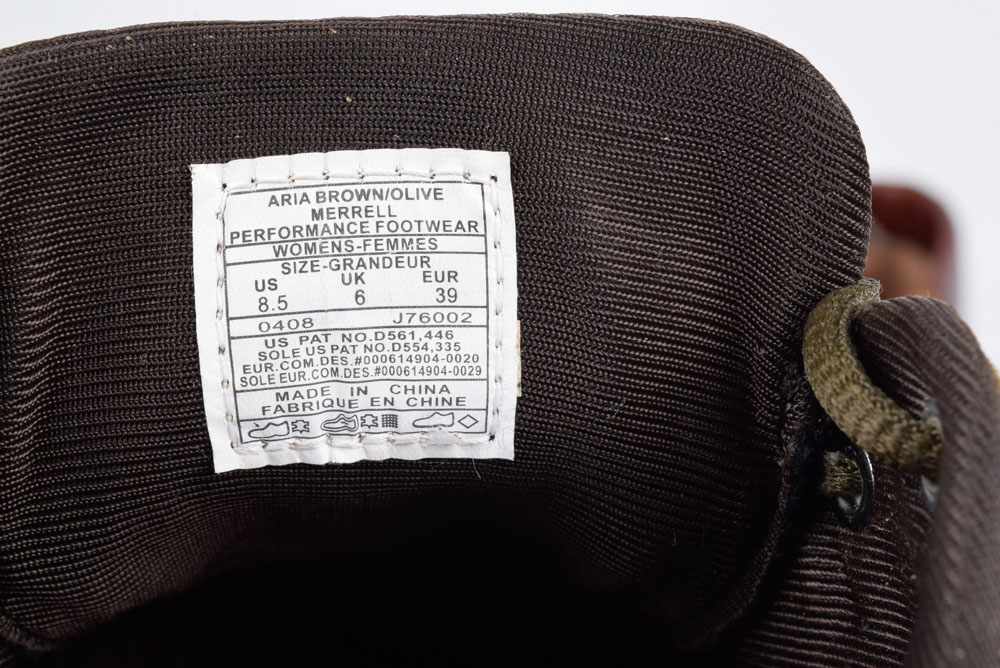 ARIA BROWN/OLIVE
MERRELL
PERFORMANCE FOOTWEAR
WOMENS-FEMMES
SIZE-GRANDEUR
US UK EUR
8.5 6 39
0408 J76002
US PAT NO.D561,446
SOLE US PAT NO.D554,335
EUR.COM.DES.#000614904-0020
SOLE EUR.COM.DES.#000614904-0029
MADE IN CHINA
FABRIQUE EN CHINE